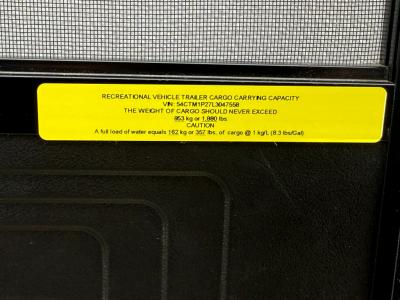 RECREATIONAL VEHICLE TRAILER CARGO CARRYING CAPACITY
VIN: 54CTM1P27L3047558
THE WEIGHT OF CARGO SHOULD NEVER EXCEED
853 kg or 1,880 lbs
CAUTION
A full load of water equals 162 kg or 357 lbs. of cargo @ 1 kg/L (8.3 lbs/Gal)